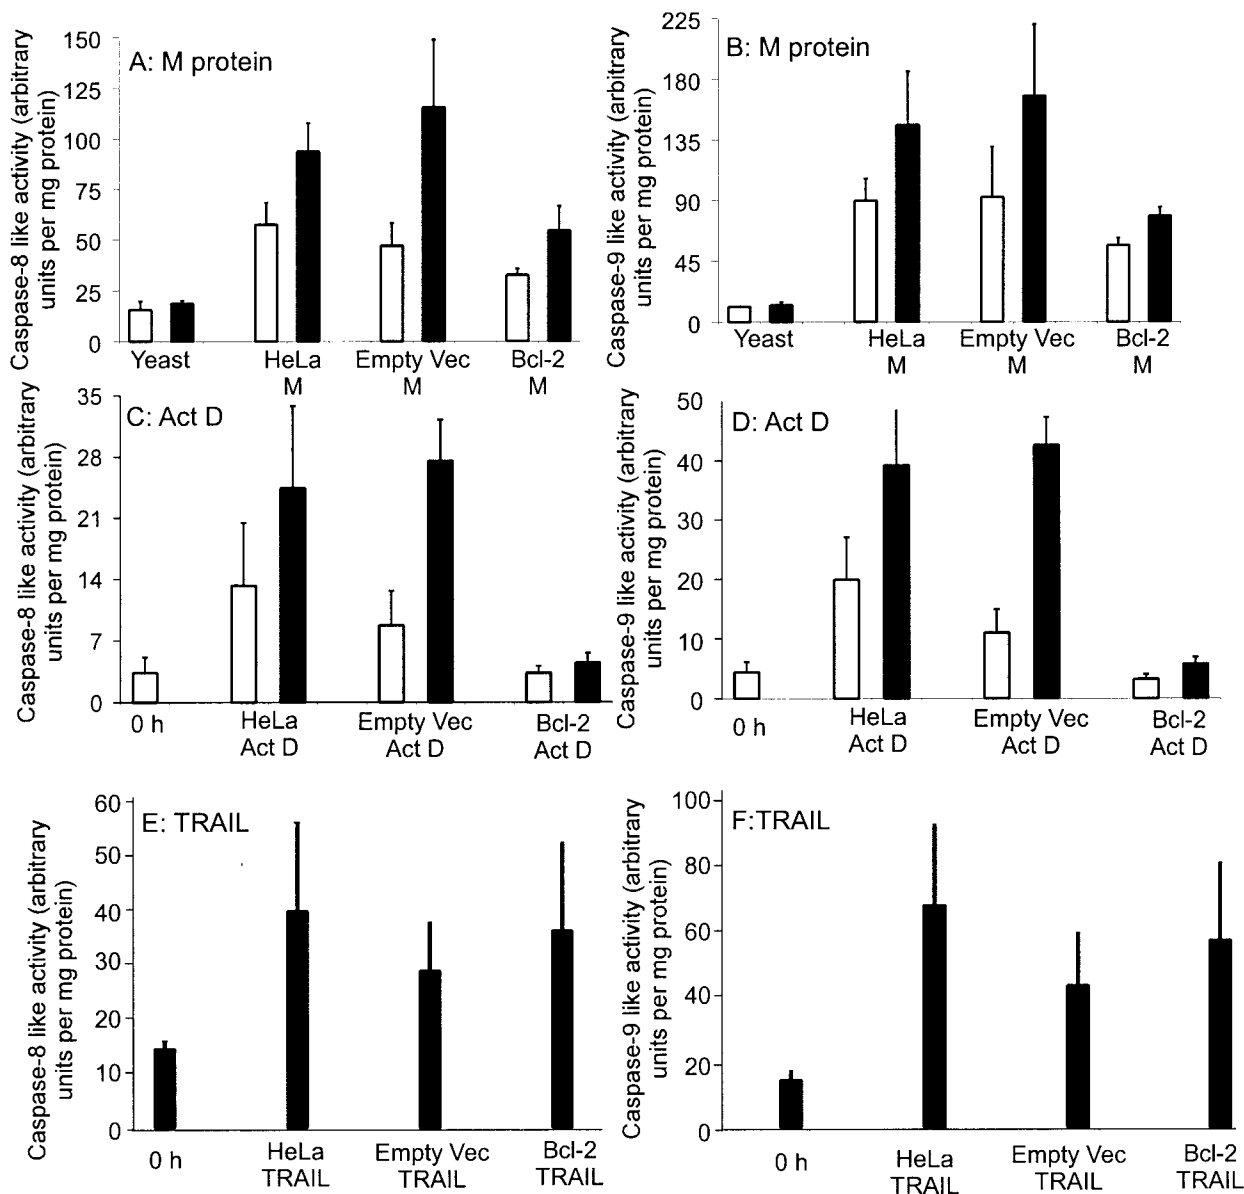 Caspase-8 like activity (arbitrary
units per mg protein)
150
125
100
75
50
25
0
A: M protein
Yeast
HeLa
M
Empty Vec
M
Bcl-2
M
Caspase-9 like activity (arbitrary
units per mg protein)
225
180
135
90
45
0
B: M protein
Yeast
HeLa
M
Empty Vec
M
Bcl-2
M
Caspase-8 like activity (arbitrary
units per mg protein)
35
28
21
14
7
0
C: Act D
0 h
HeLa
Act D
Empty Vec
Act D
Bcl-2
Act D
Caspase-9 like activity (arbitrary
units per mg protein)
50
40
30
20
10
0
D: Act D
0 h
HeLa
Act D
Empty Vec
Act D
Bcl-2
Act D
Caspase-8 like activity (arbitrary
units per mg protein)
60
50
40
30
20
10
0
E: TRAIL
0 h
HeLa
TRAIL
Empty Vec
TRAIL
Bcl-2
TRAIL
Caspase-9 like activity (arbitrary
units per mg protein)
100
80
60
40
20
0
F:TRAIL
0 h
HeLa
TRAIL
Empty Vec
TRAIL
Bcl-2
TRAIL